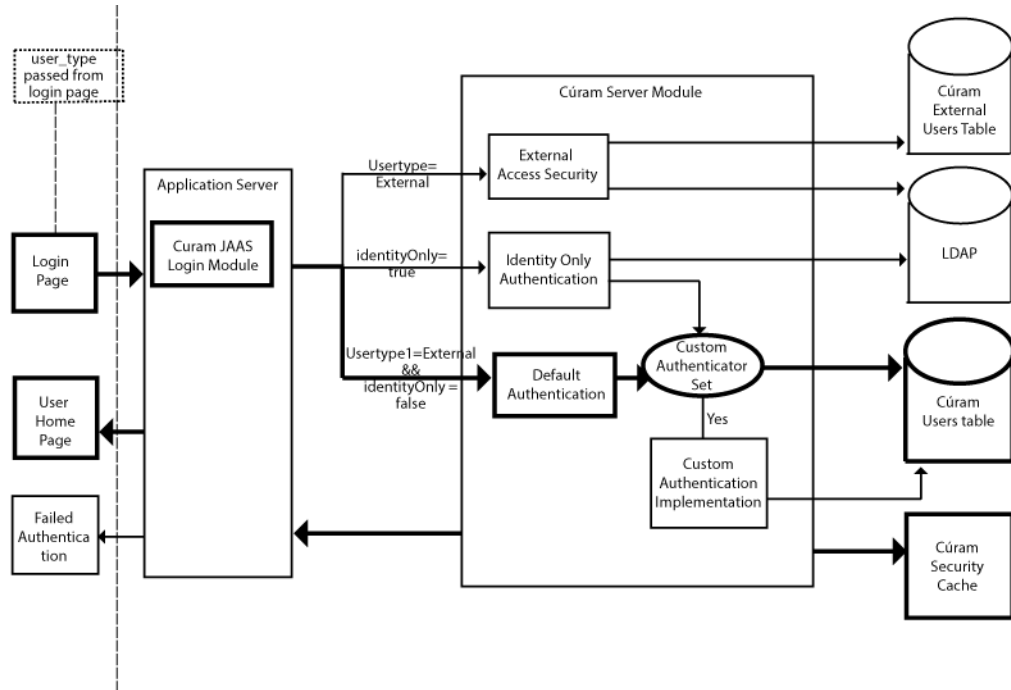 user_type
passed from
login page
Login
Page
User
Home
Page
Failed
Authentica
tion
Application Server
Curam JAAS
Login Module
Usertype=
External
identityOnly=
true
Usertype1=External
&&
identityOnly =
false
Cúram Server Module
External
Access Security
Identity Only
Authentication
Default
Authentication
Custom
Authenticator
Set
Yes
Custom
Authentication
Implementation
Cúram
External
Users Table
LDAP
Cúram
Users table
Cúram
Security
Cache